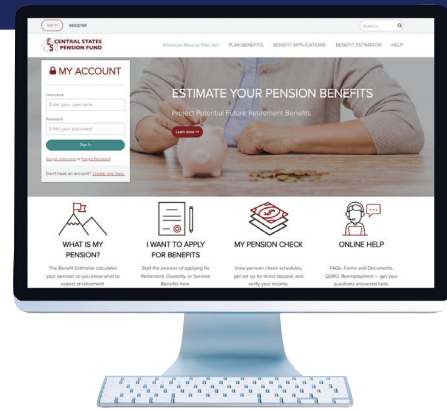 Sign In REGISTER
SEARCH
CENTRAL STATES
PENSION FUND
American Rescue Plan Act PLAN BENEFITS BENEFIT APPLICATIONS BENEFIT ESTIMATOR HELP
MY ACCOUNT
Username
Enter your username
Password
Enter your password
Sign In
Forgot Username or Forgot Password
Don't have an account? Create one here.
ESTIMATE YOUR PENSION BENEFITS
Project Potential Future Retirement Benefits
Learn more
WHAT IS MY
PENSION?
The Benefit Estimator calculates
your pension so you know what to
expect at retirement
I WANT TO APPLY
FOR BENEFITS
Start the process of applying for
Retirement, Disability, or Survivor
Benefits here.
MY PENSION CHECK
View pension check schedules,
get set up for direct deposit, and
verify your income.
ONLINE HELP
FAQs, Forms and Documents,
QDRO, Reemployment — get your
questions answered here.